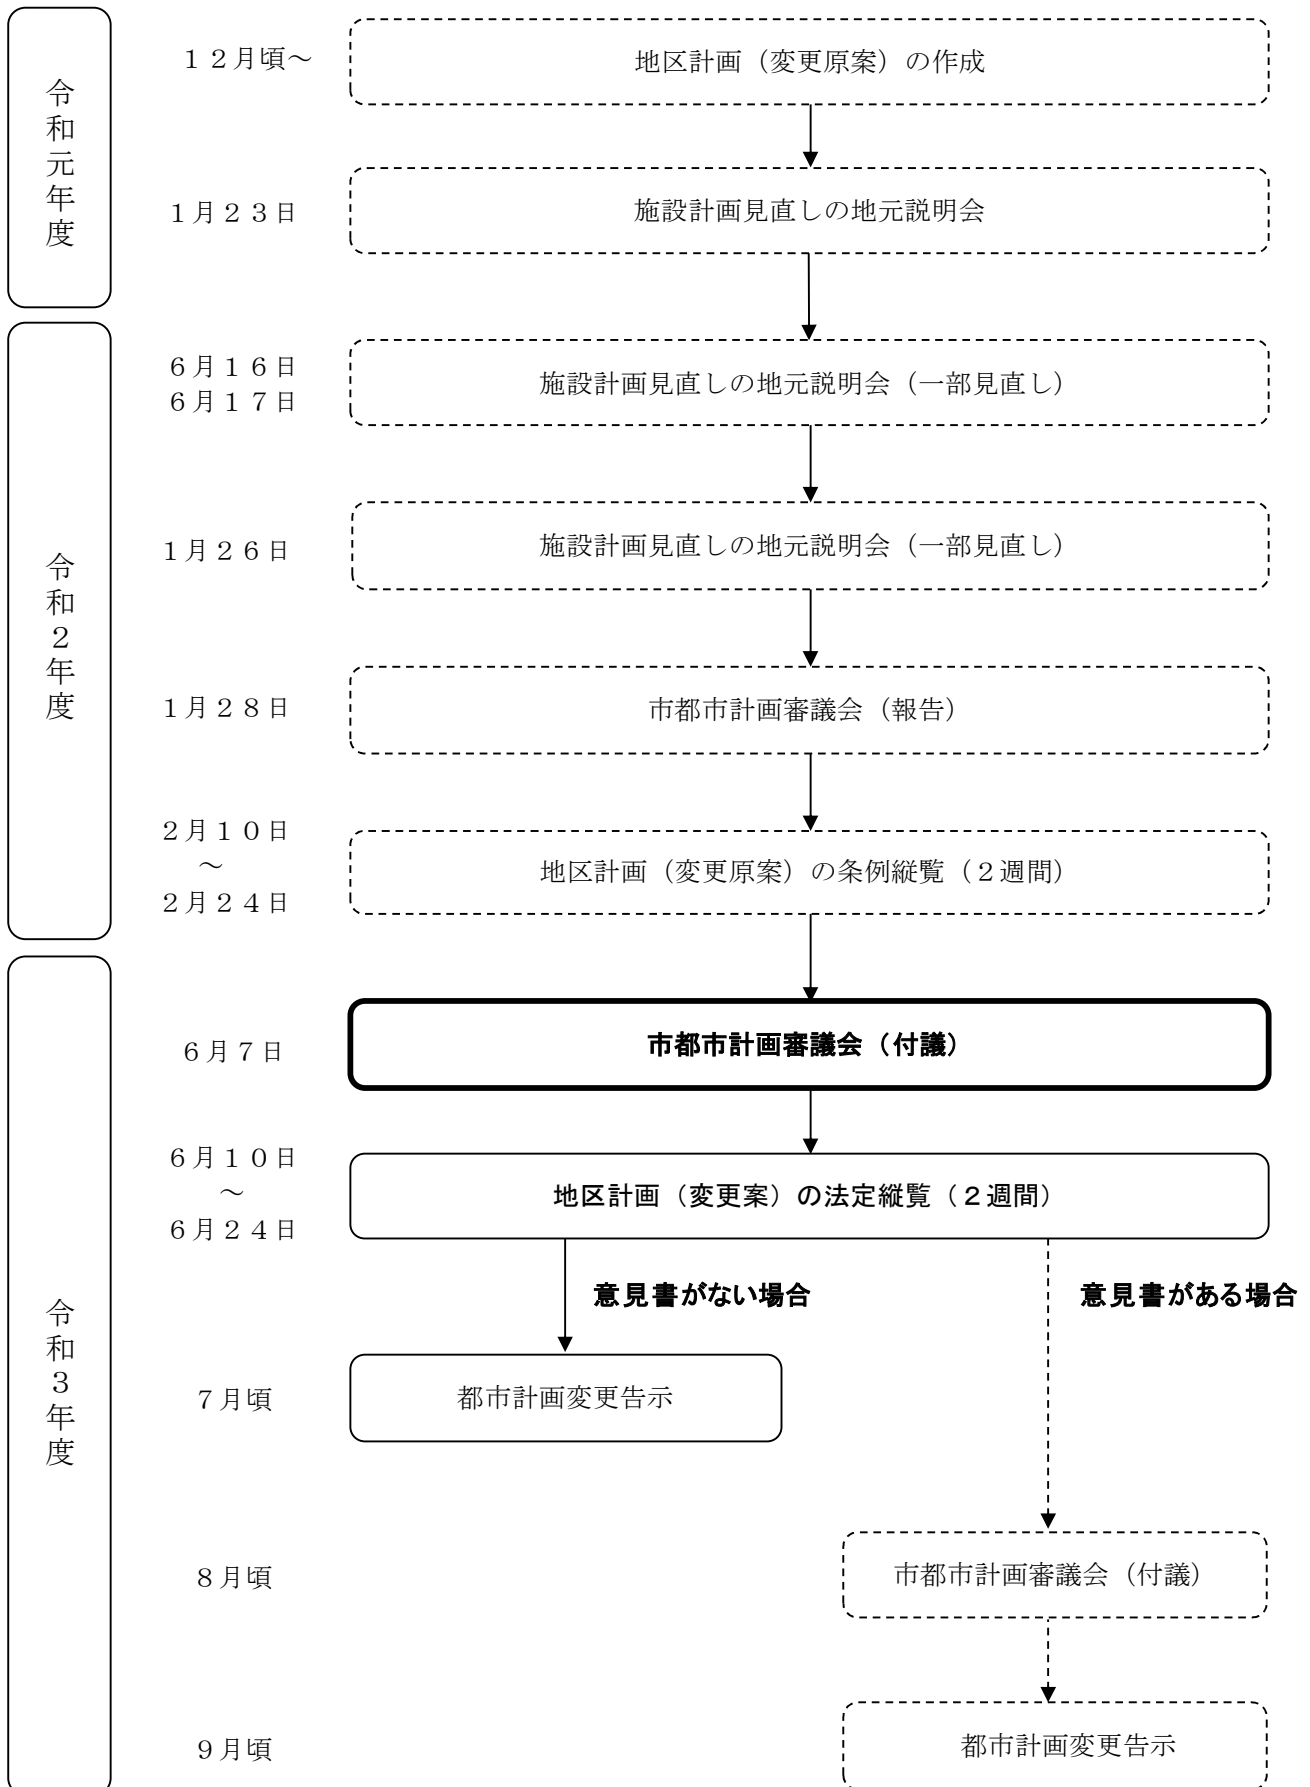 令和元年度
１２月頃～
地区計画（変更原案）の作成
１月２３日
施設計画見直しの地元説明会
令和２年度
６月１６日
６月１７日
施設計画見直しの地元説明会（一部見直し）
１月２６日
施設計画見直しの地元説明会（一部見直し）
１月２８日
市都市計画審議会（報告）
２月１０日
～
２月２４日
地区計画（変更原案）の条例縦覧（２週間）
令和３年度
６月７日
市都市計画審議会（付議）
６月１０日
～
６月２４日
地区計画（変更案）の法定縦覧（２週間）
意見書がない場合
意見書がある場合
７月頃
都市計画変更告示
８月頃
市都市計画審議会（付議）
９月頃
都市計画変更告示